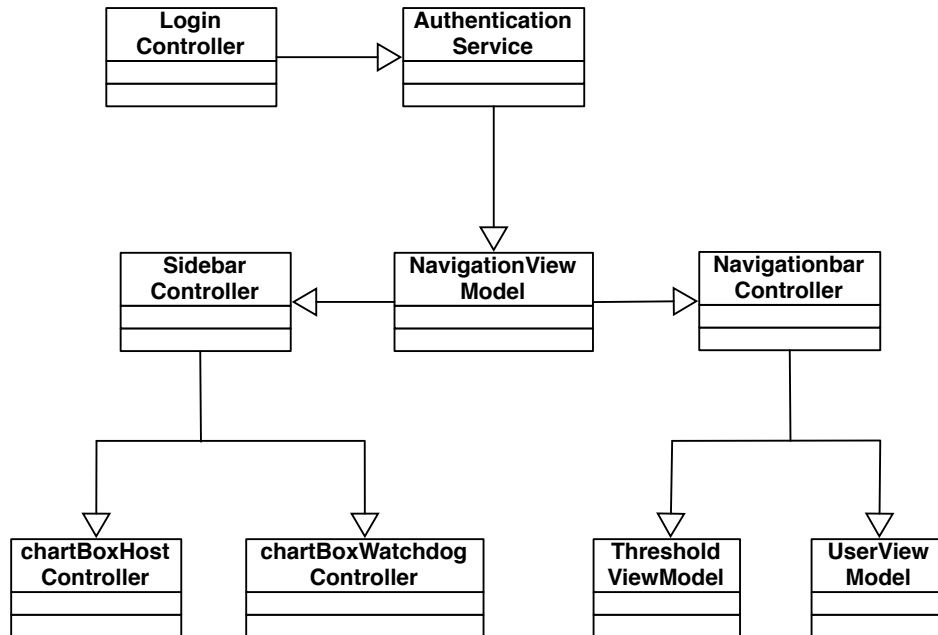 Login
Controller
Authentication
Service
Sidebar
Controller
NavigationView
Model
Navigationbar
Controller
chartBoxHost
Controller
chartBoxWatchdog
Controller
Threshold
ViewModel
UserView
Model